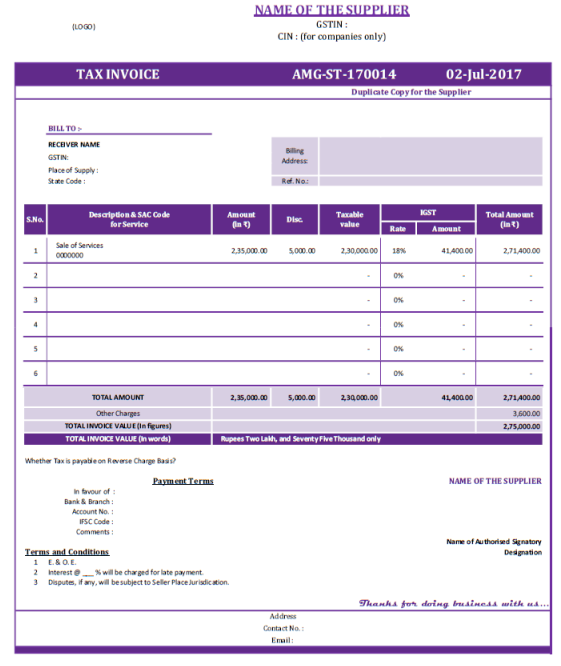 NAME OF THE SUPPLIER
(LOGO)
GSTIN :
CIN : (for companies only)
TAX INVOICE AMG-ST-170014 02-Jul-2017
Duplicate Copy for the Supplier
BILL TO :-
RECEIVER NAME
GSTIN:
Place of Supply :
State Code :
Billing
Address:
Ref. No.:
S.No. Description & SAC Code for Service Amount (in ₹) Disc. Taxable value IGST Rate Amount Total Amount (in ₹)
1 Sale of Services 2,35,000.00 5,000.00 2,30,000.00 18% 41,400.00 2,71,400.00
0000000
2 - 0% - -
3 - 0% - -
4 - 0% - -
5 - 0% - -
6 - 0% - -
TOTAL AMOUNT 2,35,000.00 5,000.00 2,30,000.00 41,400.00 2,71,400.00
Other Charges 3,600.00
TOTAL INVOICE VALUE (In figures) 2,75,000.00
TOTAL INVOICE VALUE (In words) Rupees Two Lakh, and Seventy Five Thousand only
Whether Tax is payable on Reverse Charge Basis?
Payment Terms
NAME OF THE SUPPLIER
In favour of :
Bank & Branch :
Account No. :
IFSC Code :
Comments :
Name of Authorised Signatory
Designation
Terms and Conditions
1 E. & O. E.
2 Interest @ ___ % will be charged for late payment.
3 Disputes, if any, will be subject to Seller Place Jurisdication.
Thanks for doing business with us...
Address
Contact No. :
Email :